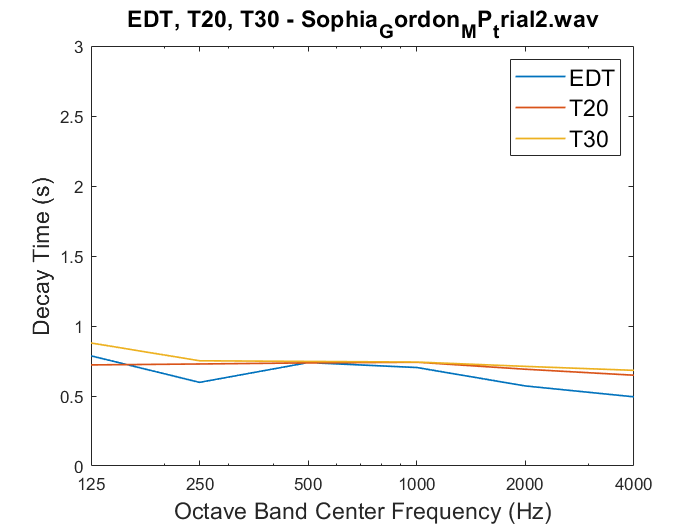 EDT, T20, T30 - Sophia_Gordon_MP_trial2.wav
3
2.5
2
1.5
1
0.5
0
Decay Time (s)
EDT
T20
T30
125 250 500 1000 2000 4000
Octave Band Center Frequency (Hz)